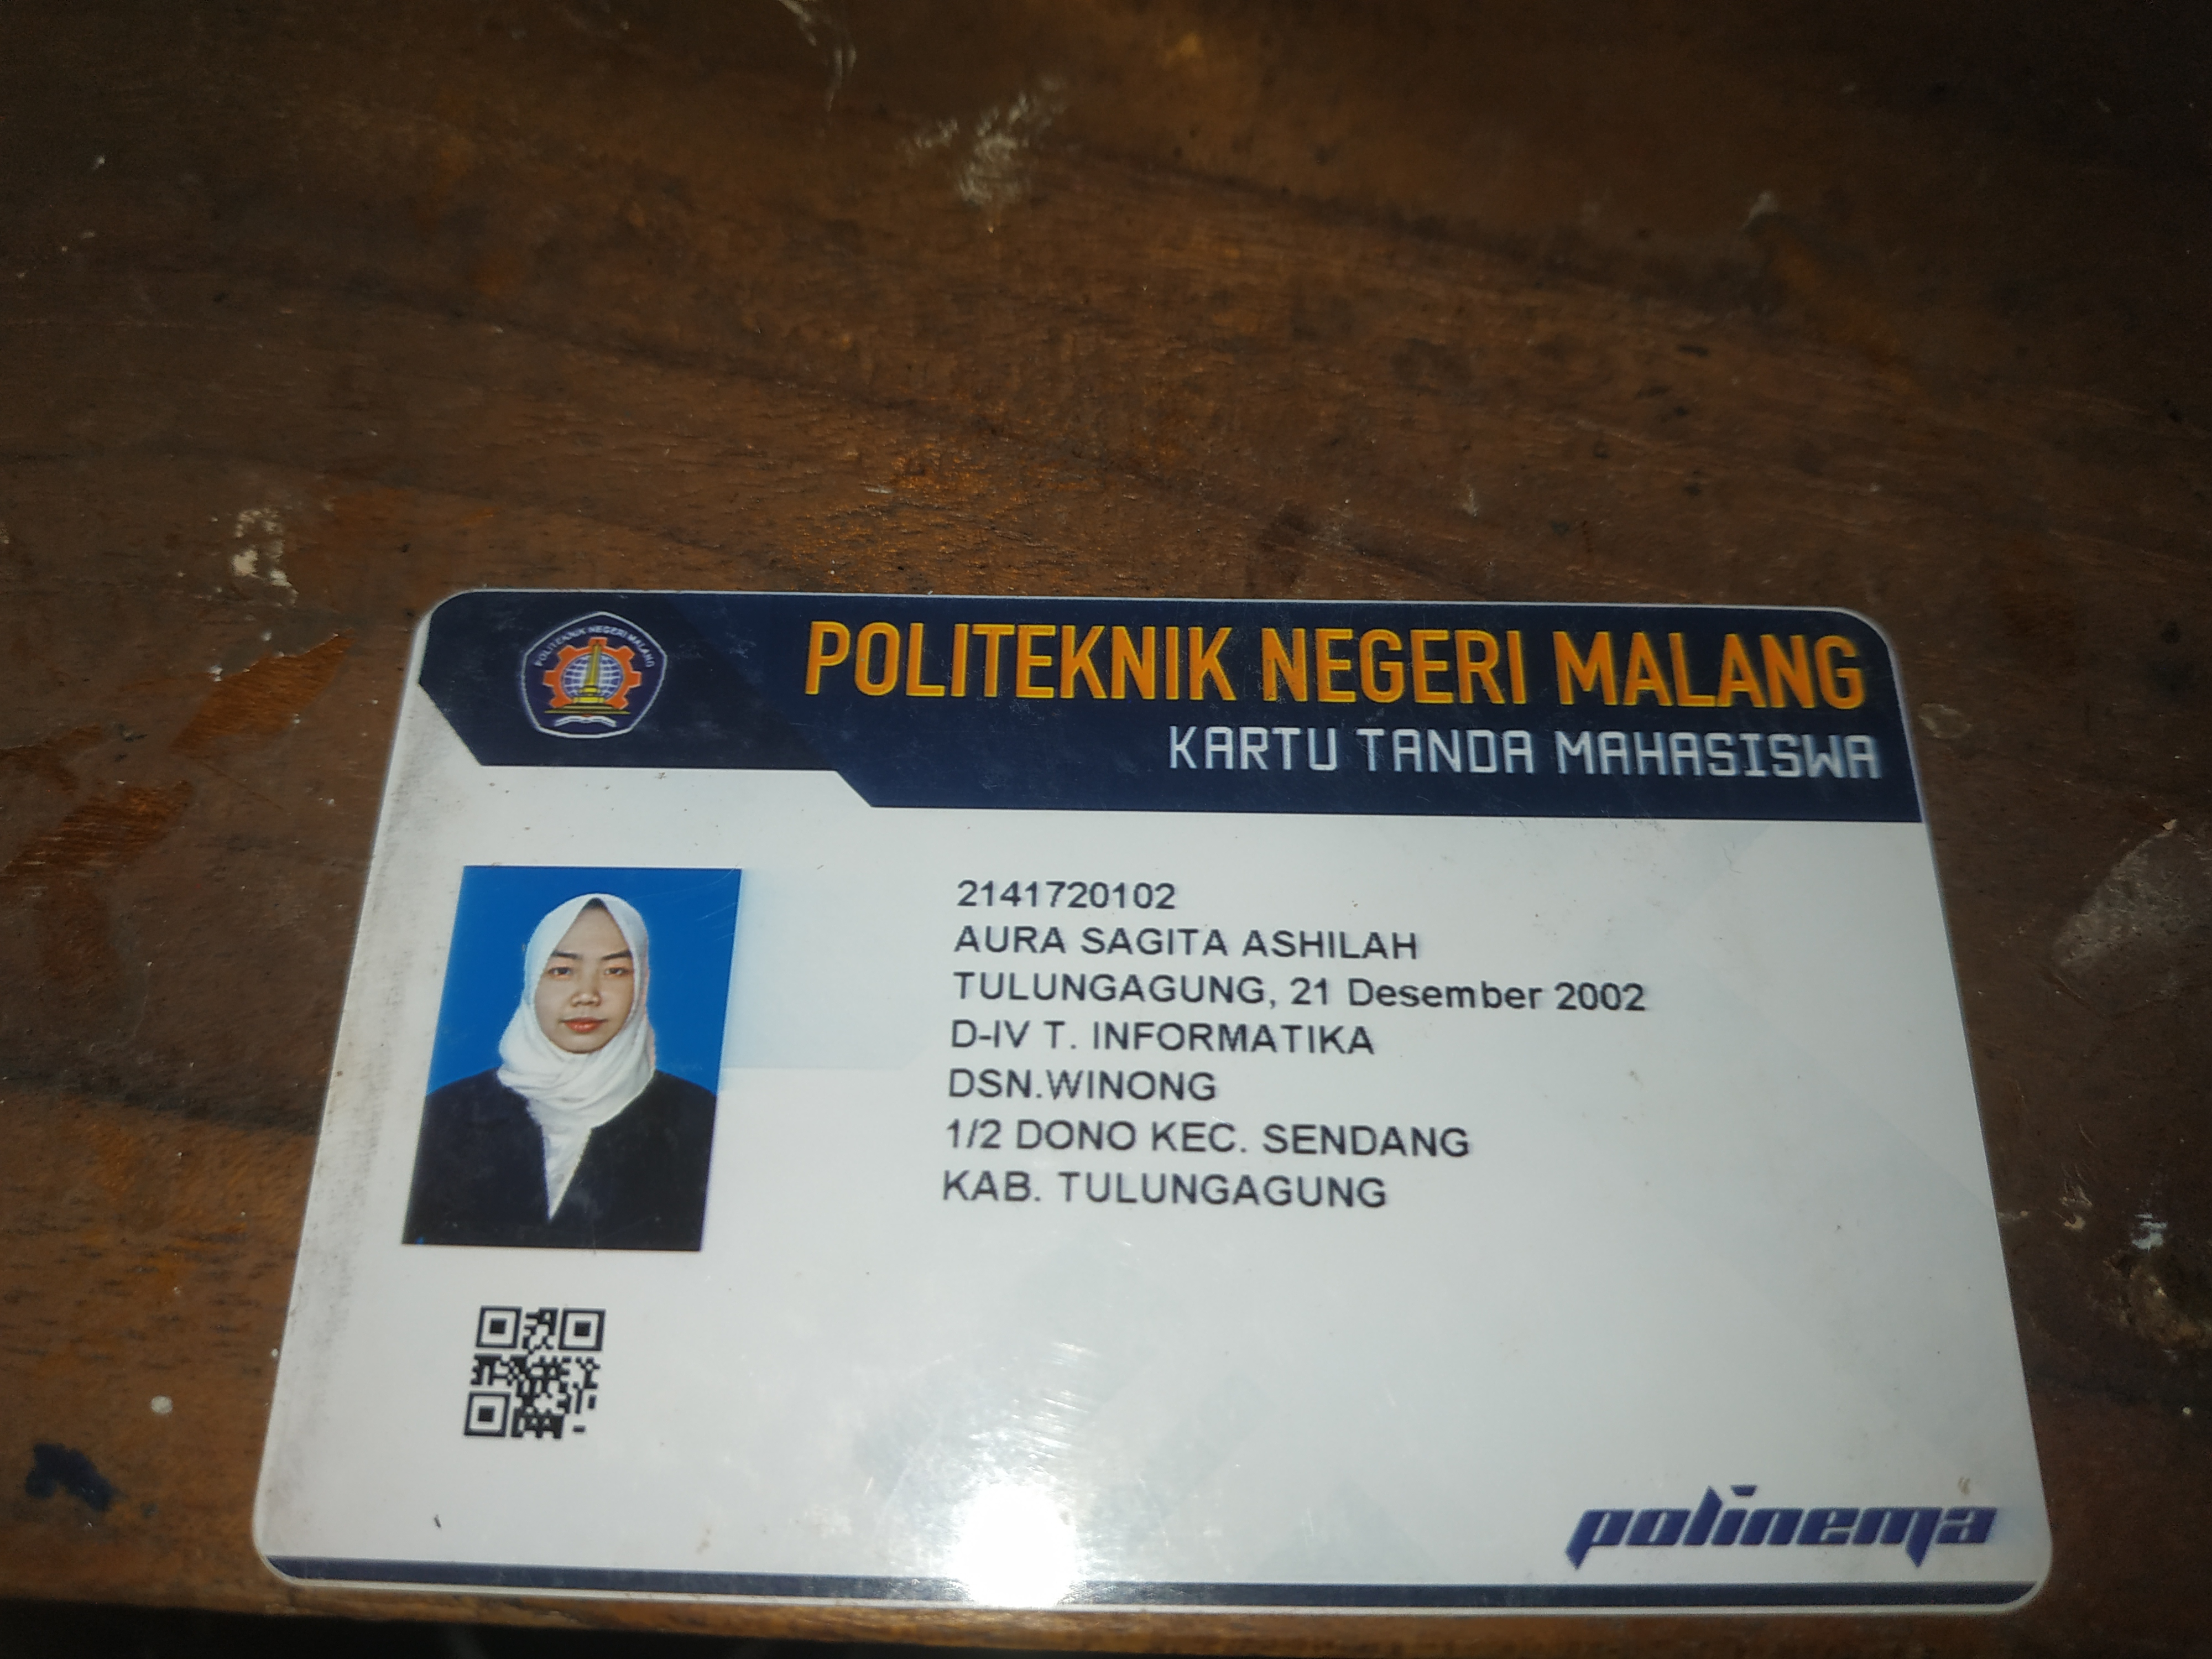 POLITEKNIK NEGERI MALANG
POLITEKNIK NEGERI MALANG
KARTU TANDA MAHASISWA
2141720102
AURA SAGITA ASHILAH
TULUNGAGUNG, 21 Desember 2002
D-IV T. INFORMATIKA
DSN.WINONG
1/2 DONO KEC. SENDANG
KAB. TULUNGAGUNG
polinema